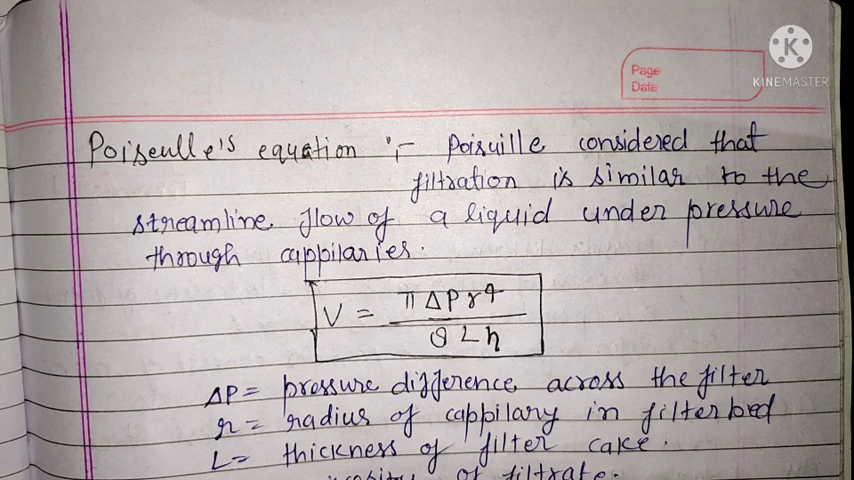 Page
Date
KINEMASTER
Poiseulle's equation :- Poisuille considered that
filtration is similar to the
streamline flow of a liquid under pressure
through cappilaries.
V = π ΔP r⁴ / 8 L η
ΔP = pressure difference across the filter
r = radius of cappilary in filter bed
L = thickness of filter cake.
of filtrate.